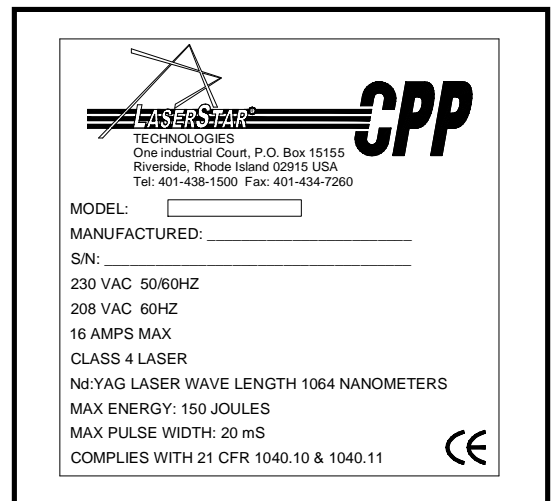 LASERSTAR® CPP
TECHNOLOGIES
One industrial Court, P.O. Box 15155
Riverside, Rhode Island 02915 USA
Tel: 401-438-1500 Fax: 401-434-7260
MODEL:
MANUFACTURED: ________________________
S/N: ____________________________________
230 VAC 50/60HZ
208 VAC 60HZ
16 AMPS MAX
CLASS 4 LASER
Nd:YAG LASER WAVE LENGTH 1064 NANOMETERS
MAX ENERGY: 150 JOULES
MAX PULSE WIDTH: 20 mS
COMPLIES WITH 21 CFR 1040.10 & 1040.11 CE